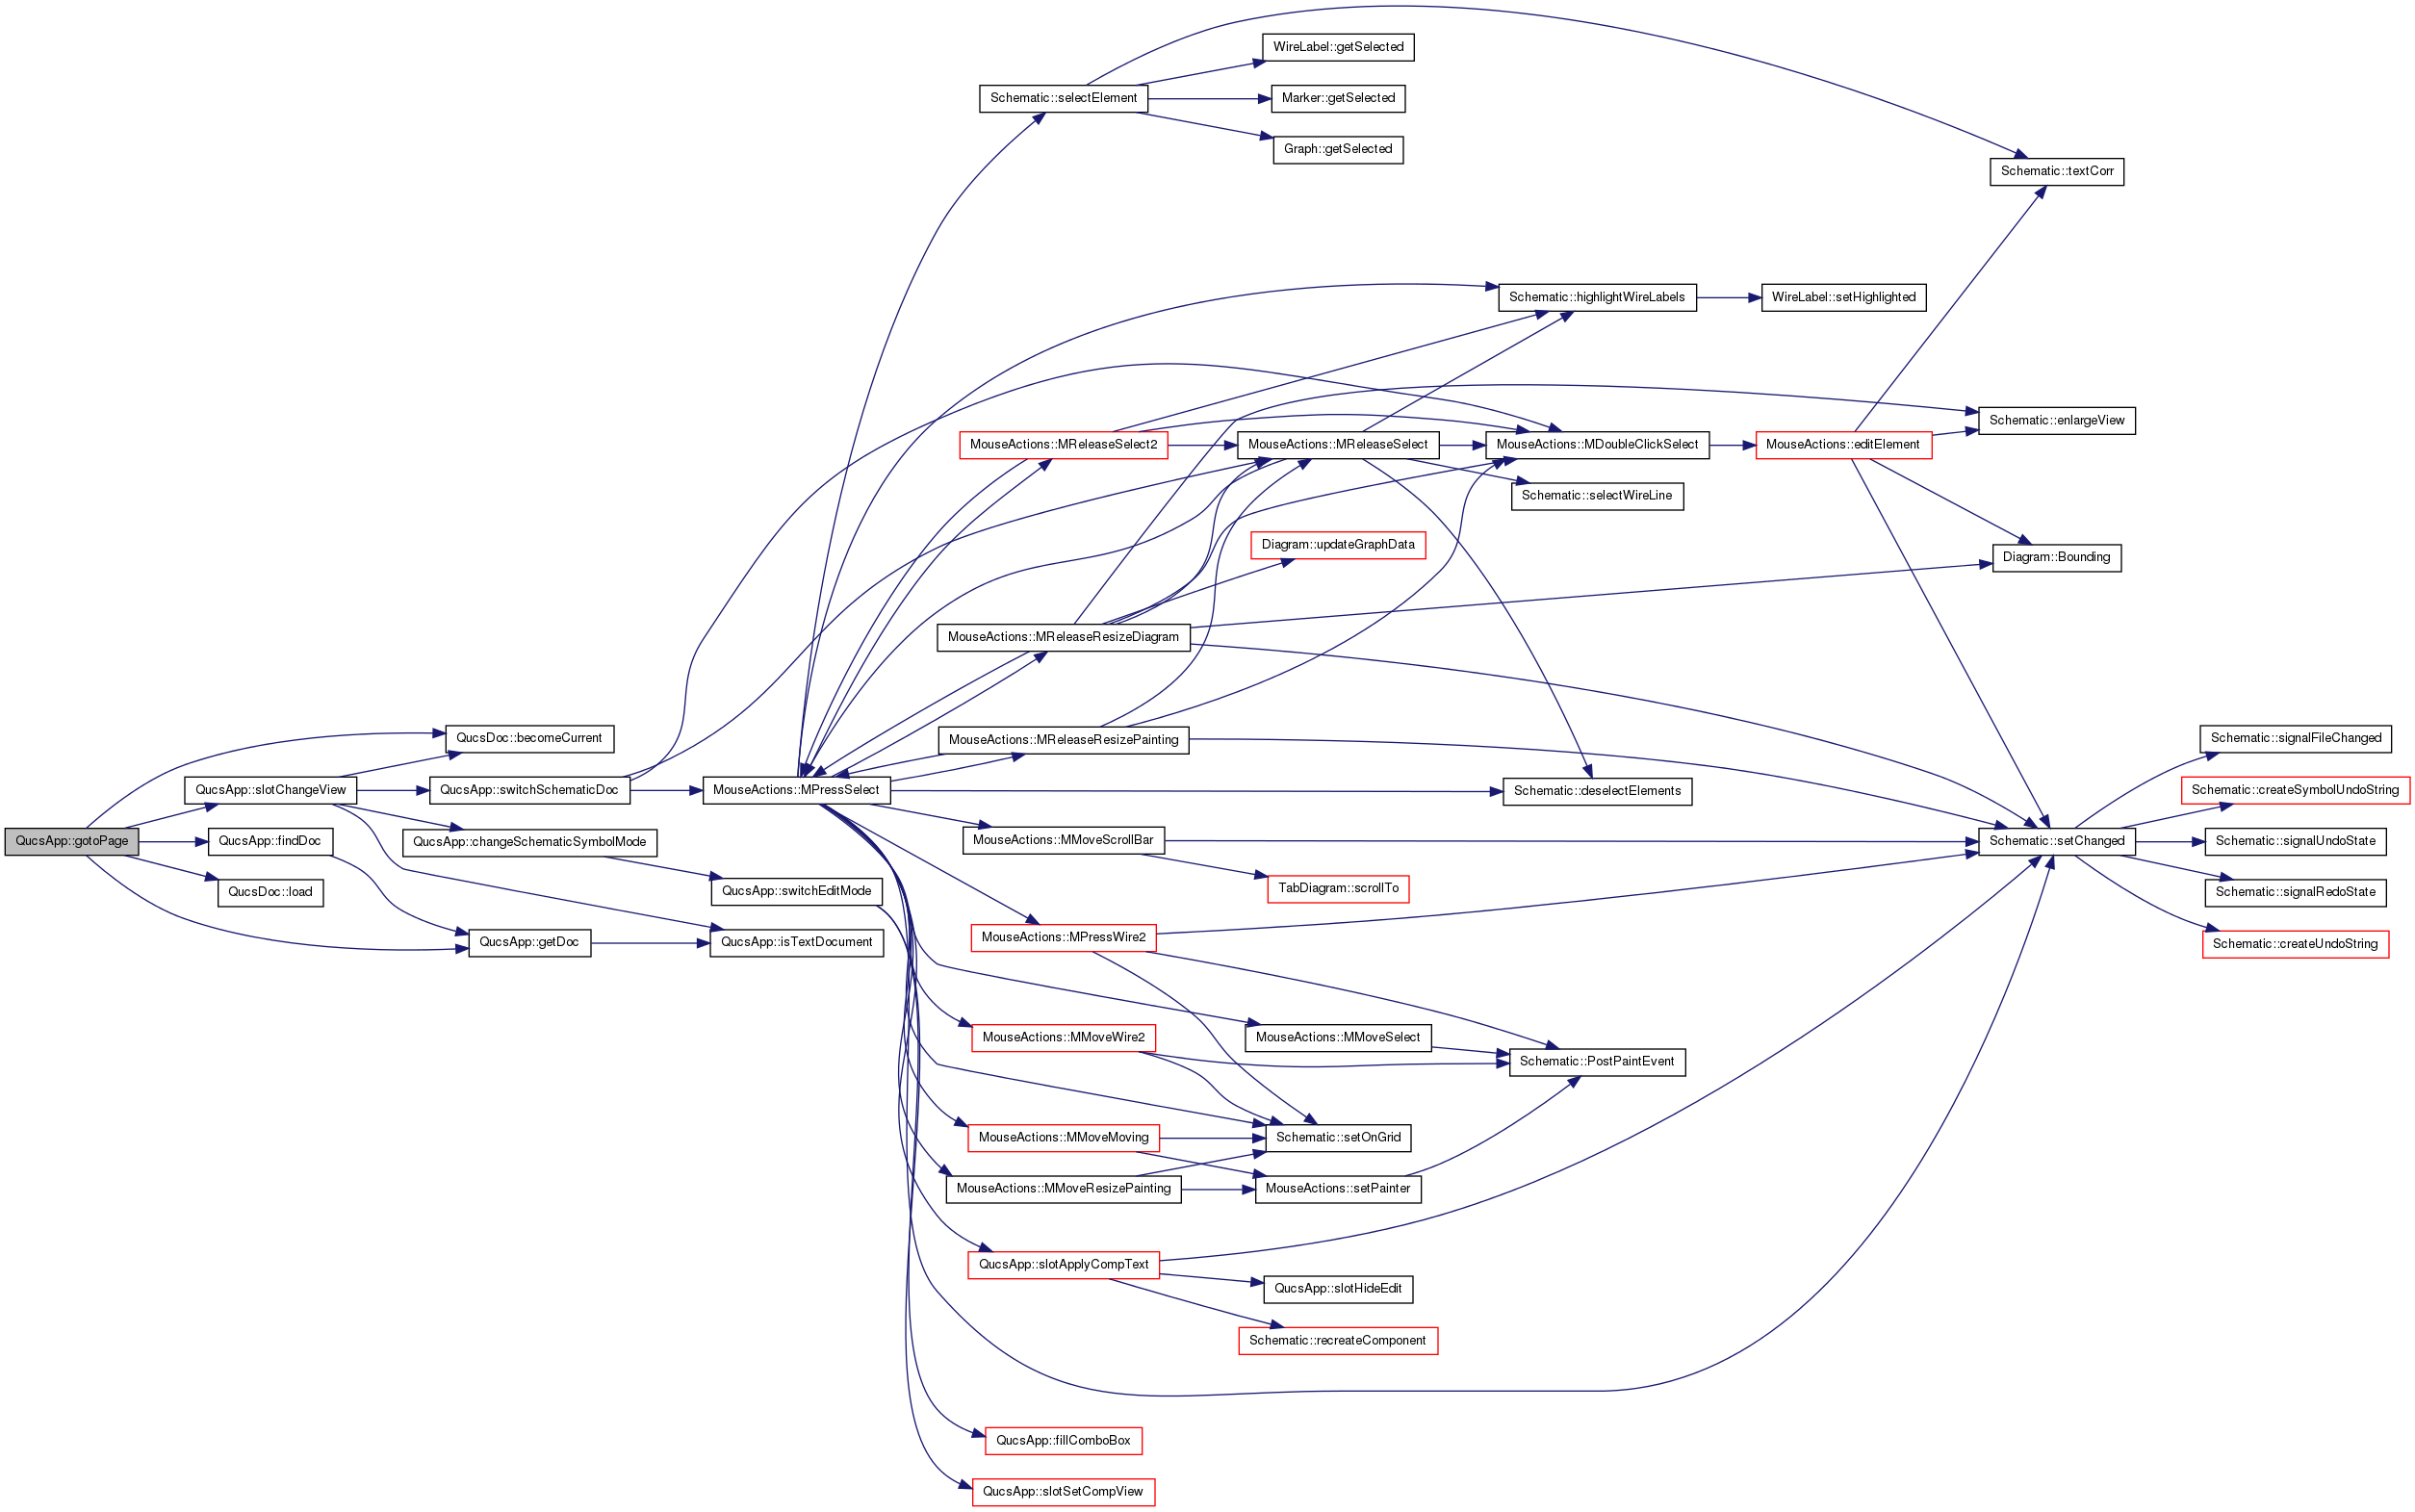 WireLabel::getSelected
Schematic::selectElement
Marker::getSelected
Graph::getSelected
Schematic::textCorr
Schematic::highlightWireLabels
WireLabel::setHighlighted
Schematic::enlargeView
MouseActions::MReleaseSelect2
MouseActions::MReleaseSelect
MouseActions::MDoubleClickSelect
MouseActions::editElement
Schematic::selectWireLine
Diagram::updateGraphData
Diagram::Bounding
MouseActions::MReleaseResizeDiagram
QucsDoc::becomeCurrent
MouseActions::MReleaseResizePainting
Schematic::signalFileChanged
QucsApp::slotChangeView
QucsApp::switchSchematicDoc
MouseActions::MPressSelect
Schematic::deselectElements
Schematic::createSymbolUndoString
QucsApp::gotoPage
QucsApp::findDoc
QucsApp::changeSchematicSymbolMode
MouseActions::MMoveScrollBar
Schematic::setChanged
Schematic::signalUndoState
QucsDoc::load
QucsApp::switchEditMode
TabDiagram::scrollTo
Schematic::signalRedoState
QucsApp::getDoc
QucsApp::isTextDocument
MouseActions::MPressWire2
Schematic::createUndoString
MouseActions::MMoveWire2
MouseActions::MMoveSelect
Schematic::PostPaintEvent
MouseActions::MMoveMoving
Schematic::setOnGrid
MouseActions::MMoveResizePainting
MouseActions::setPainter
QucsApp::slotApplyCompText
QucsApp::slotHideEdit
Schematic::recreateComponent
QucsApp::fillComboBox
QucsApp::slotSetCompView